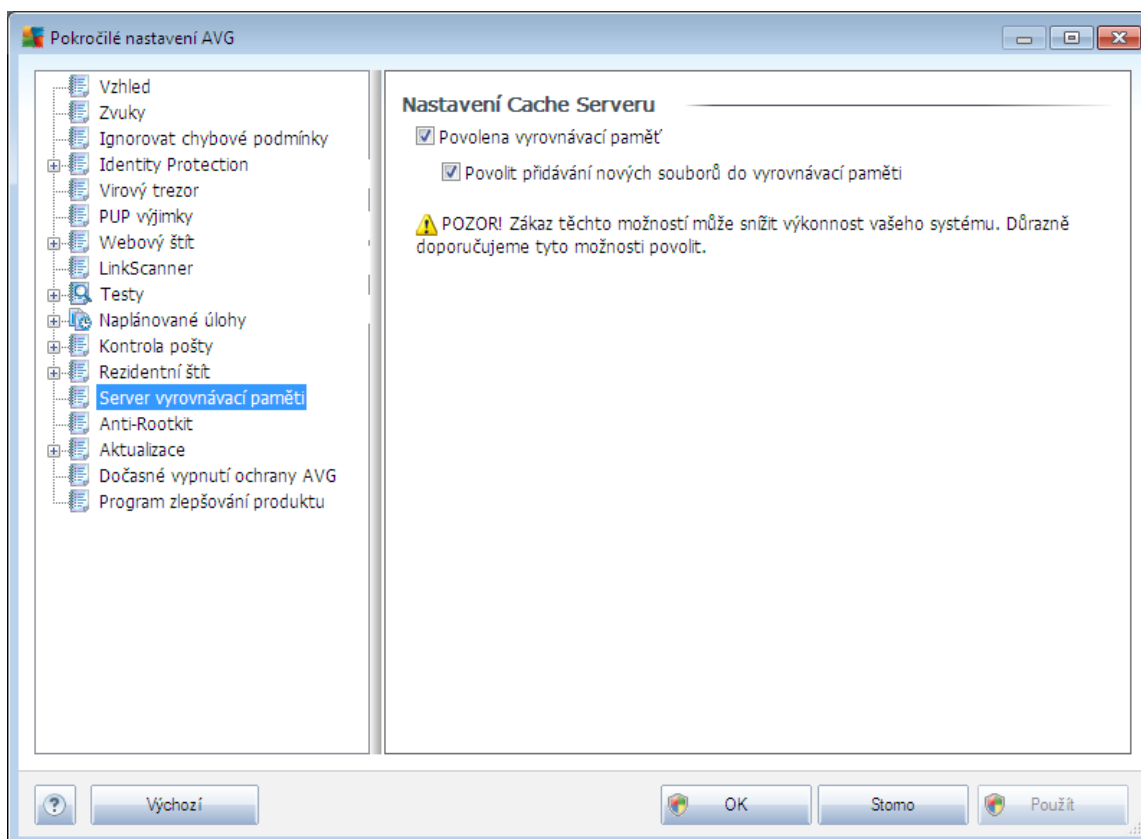 Pokročilé nastavení AVG
Vzhled
Zvuky
Ignorovat chybové podmínky
Identity Protection
Virový trezor
PUP výjimky
Webový štít
LinkScanner
Testy
Naplánované úlohy
Kontrola pošty
Rezidentní štít
Server vyrovnávací paměti
Anti-Rootkit
Aktualizace
Dočasné vypnutí ochrany AVG
Program zlepšování produktu
Nastavení Cache Serveru
Povolena vyrovnávací paměť
Povolit přidávání nových souborů do vyrovnávací paměti
POZOR! Zákaz těchto možností může snížit výkonnost vašeho systému. Důrazně
doporučujeme tyto možnosti povolit.
Výchozí
OK
Storno
Použít